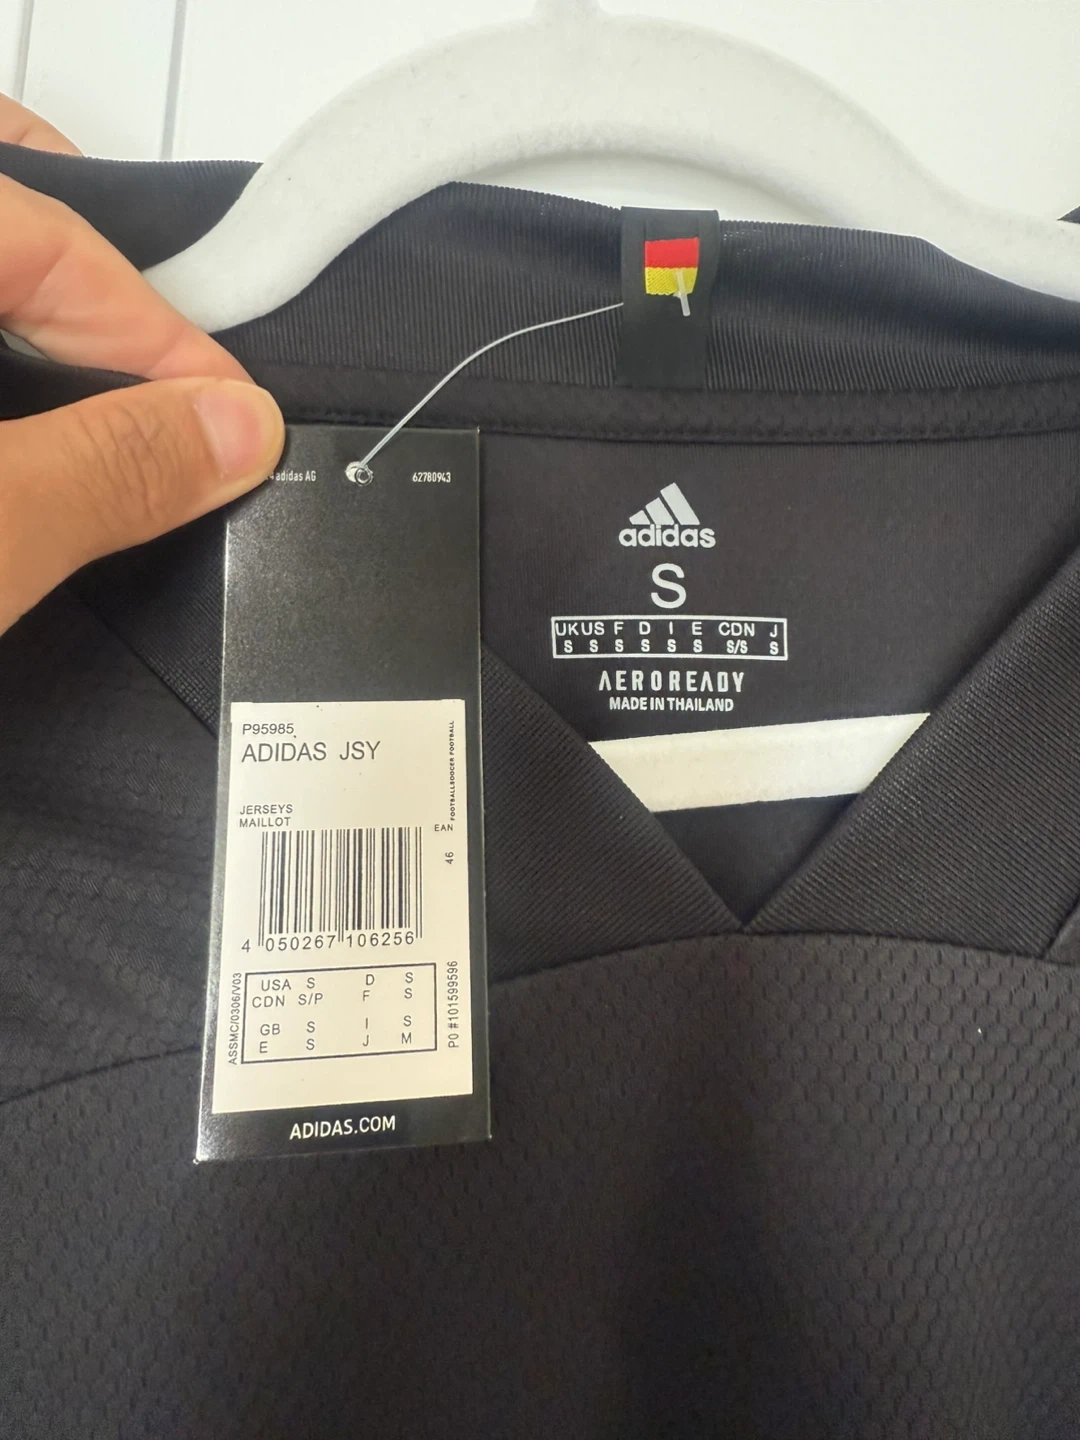 adidas AG
62780943
adidas
S
UK US F D I E CDN J
S S S S S S S/S S
AEROREADY
MADE IN THAILAND
P95985
ADIDAS JSY
JERSEYS
MAILLOT
FOOTBALL&SOCCER FOOTBALL
EAN
46
4 050267 106256
USA S D S
CDN S/P F S
GB S I S
E S J M
ASSMC/0306/V03
PO #101599596
ADIDAS.COM